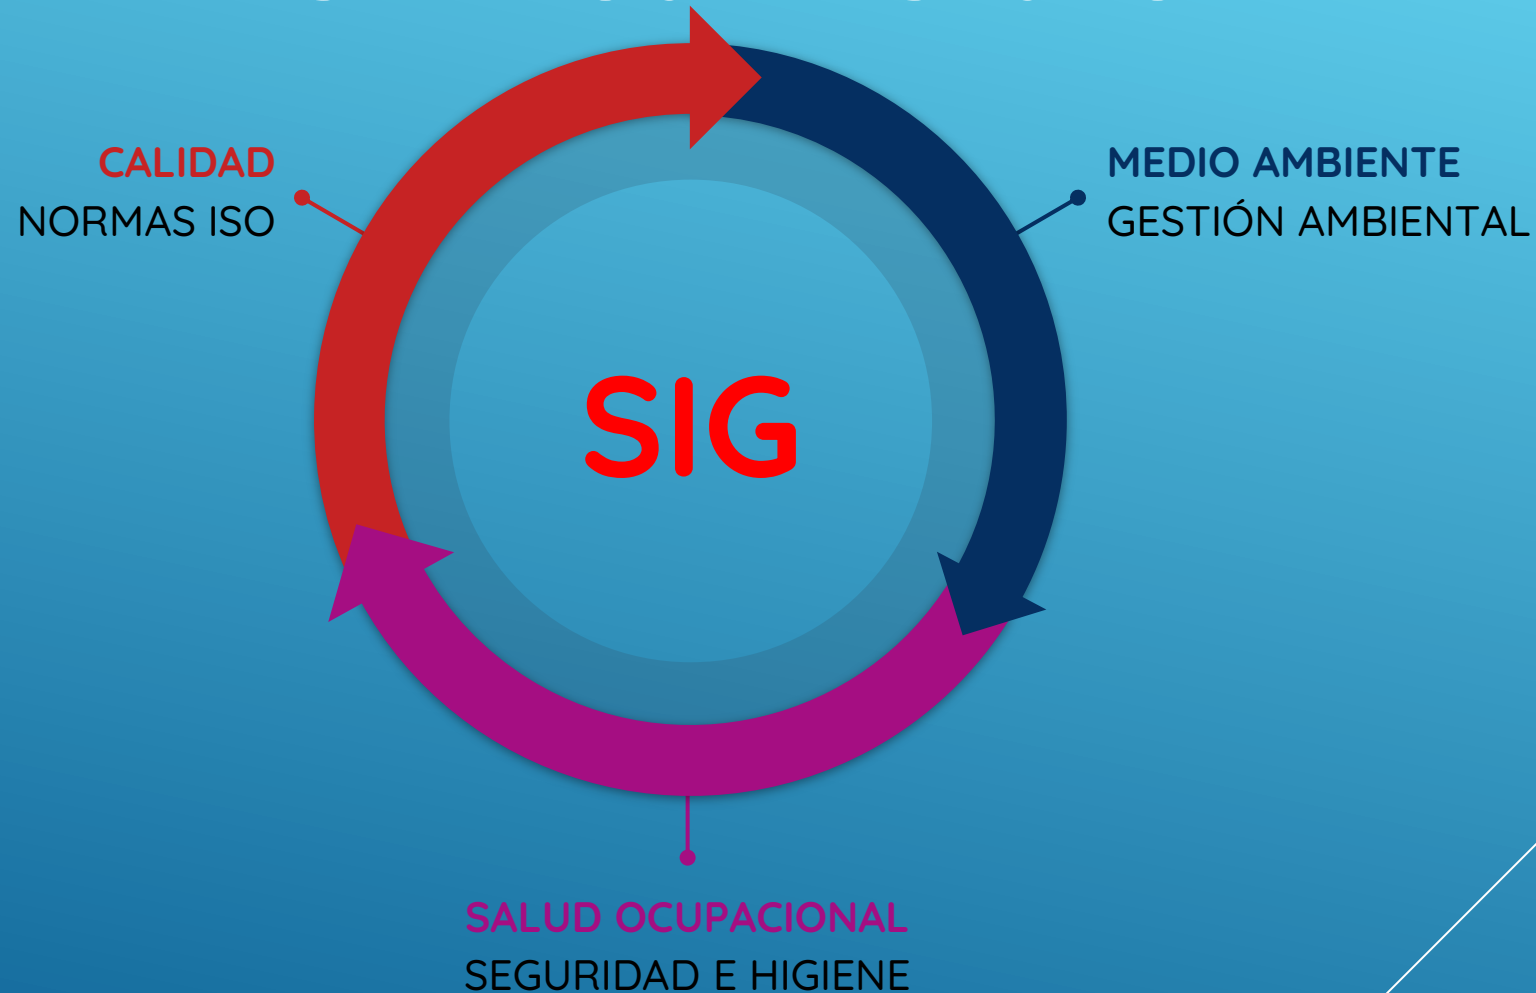 CALIDAD
NORMAS ISO
MEDIO AMBIENTE
GESTIÓN AMBIENTAL
SIG
SALUD OCUPACIONAL
SEGURIDAD E HIGIENE